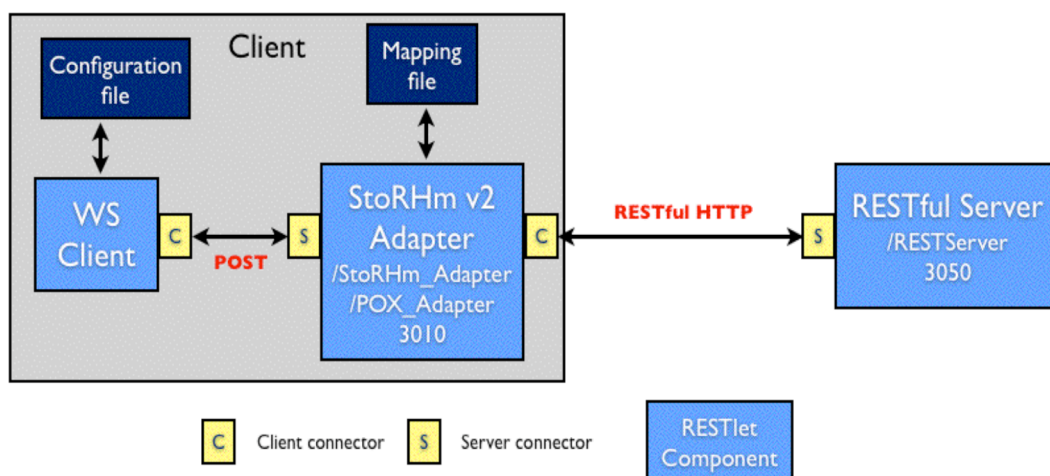 Client
Configuration
file
Mapping
file
WS
Client
C
POST
S
StoRHm v2
Adapter
/StoRHm_Adapter
/POX_Adapter
3010
C
RESTful HTTP
S
RESTful Server
/RESTServer
3050
C
Client connector
S
Server connector
RESTlet
Component